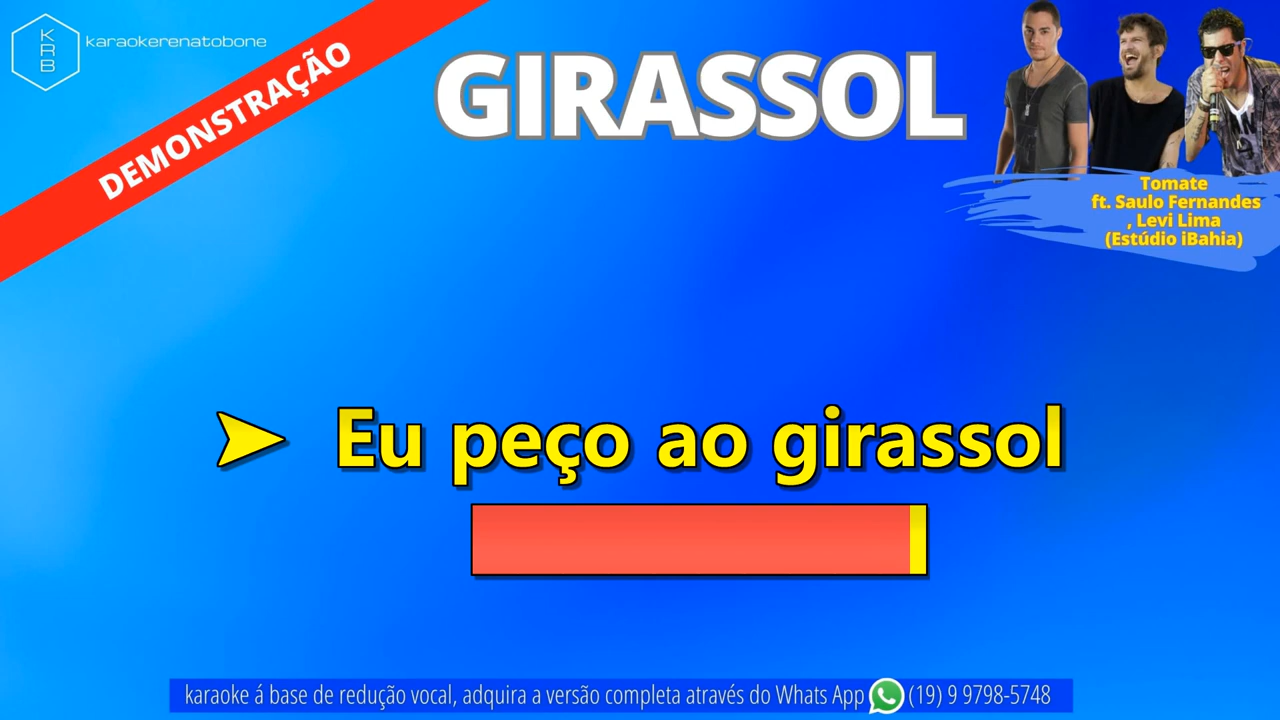 KRB
karaokerenatobone
DEMONSTRAÇÃO
GIRASSOL
Tomate
ft. Saulo Fernandes
, Levi Lima
(Estúdio iBahia)
➤ Eu peço ao girassol
karaoke á base de redução vocal, adquira a versão completa através do Whats App (19) 9 9798-5748